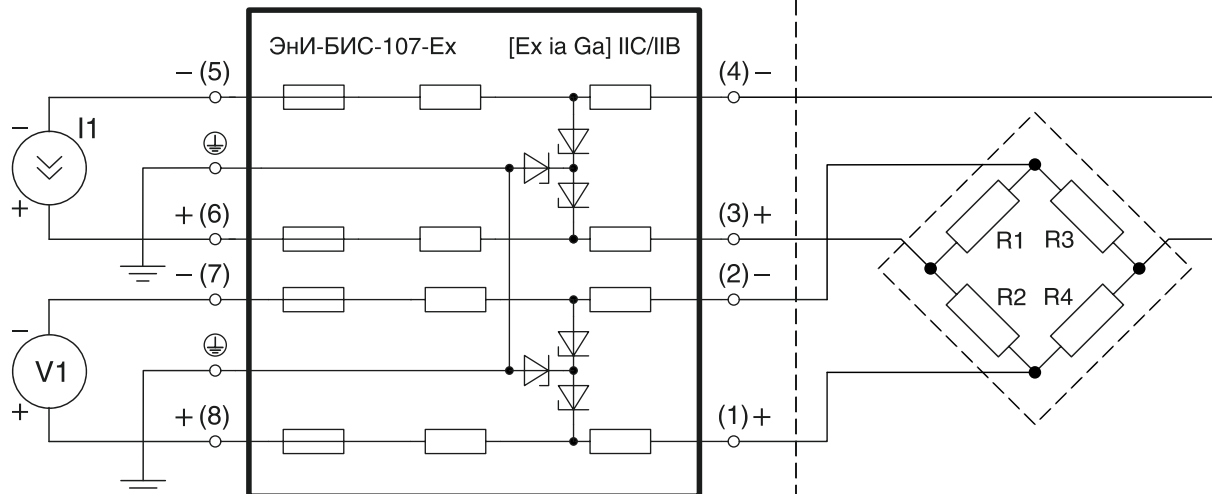 ЭнИ-БИС-107-Ex [Ex ia Ga] IIC/IIB
− (5) (4) −
− I1
+
+ (6) (3) +
R1 R3
− (7) (2) −
R2 R4
−
V1
+
+ (8) (1) +